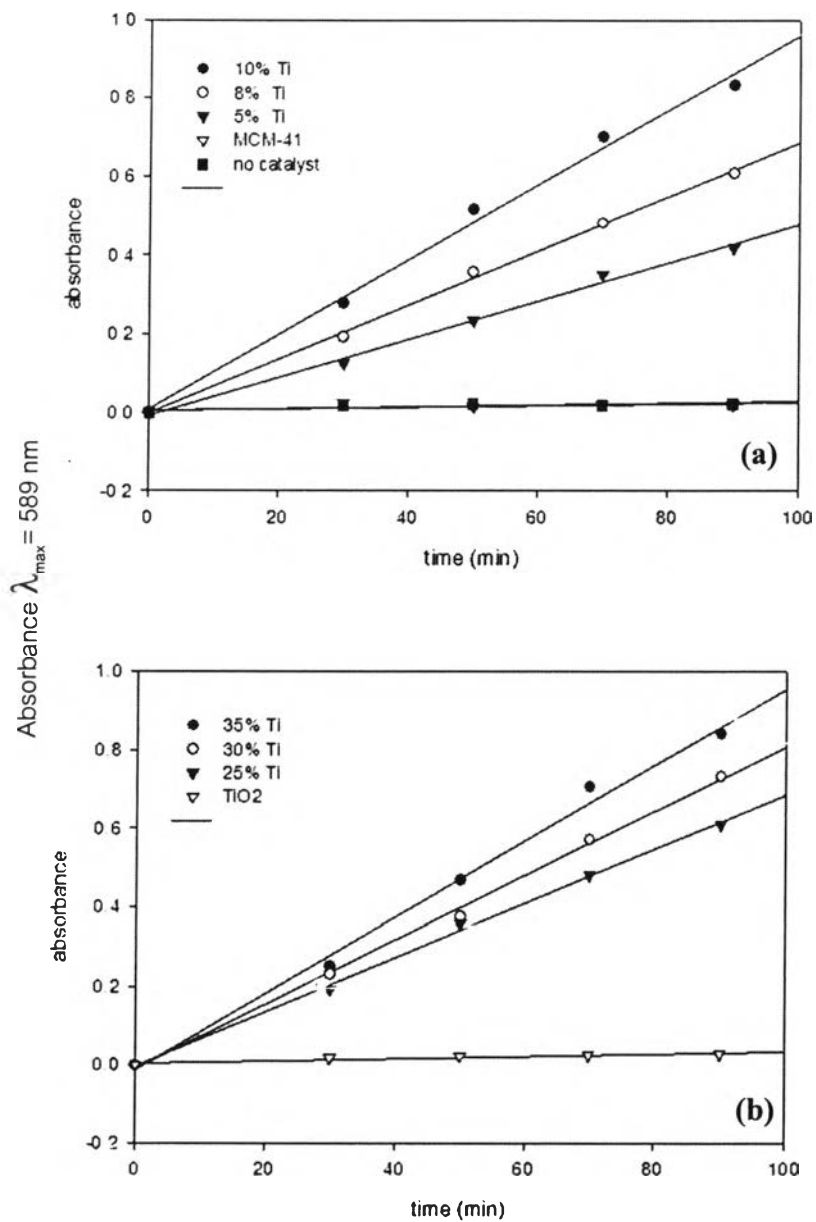 Absorbance λmax = 589 nm
absorbance
1.0
0.8
0.6
0.4
0.2
0.0
-0.2
10% Ti
8% Ti
5% Ti
MCM-41
no catalyst
(a)
0
20
40
60
80
100
time (min)
absorbance
1.0
0.8
0.6
0.4
0.2
0.0
-0.2
35% Ti
30% Ti
25% Ti
TiO2
(b)
0
20
40
60
80
100
time (min)